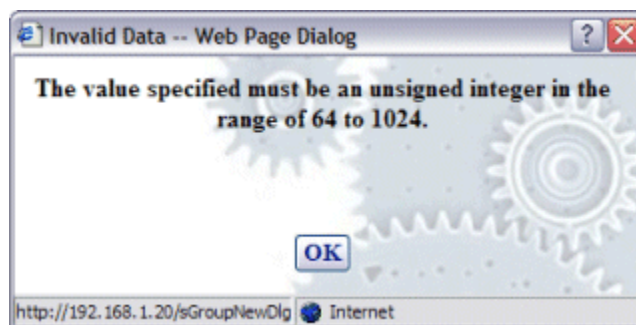 Invalid Data -- Web Page Dialog
?
The value specified must be an unsigned integer in the
range of 64 to 1024.
OK
http://192.168.1.20/sGroupNewDlg
Internet